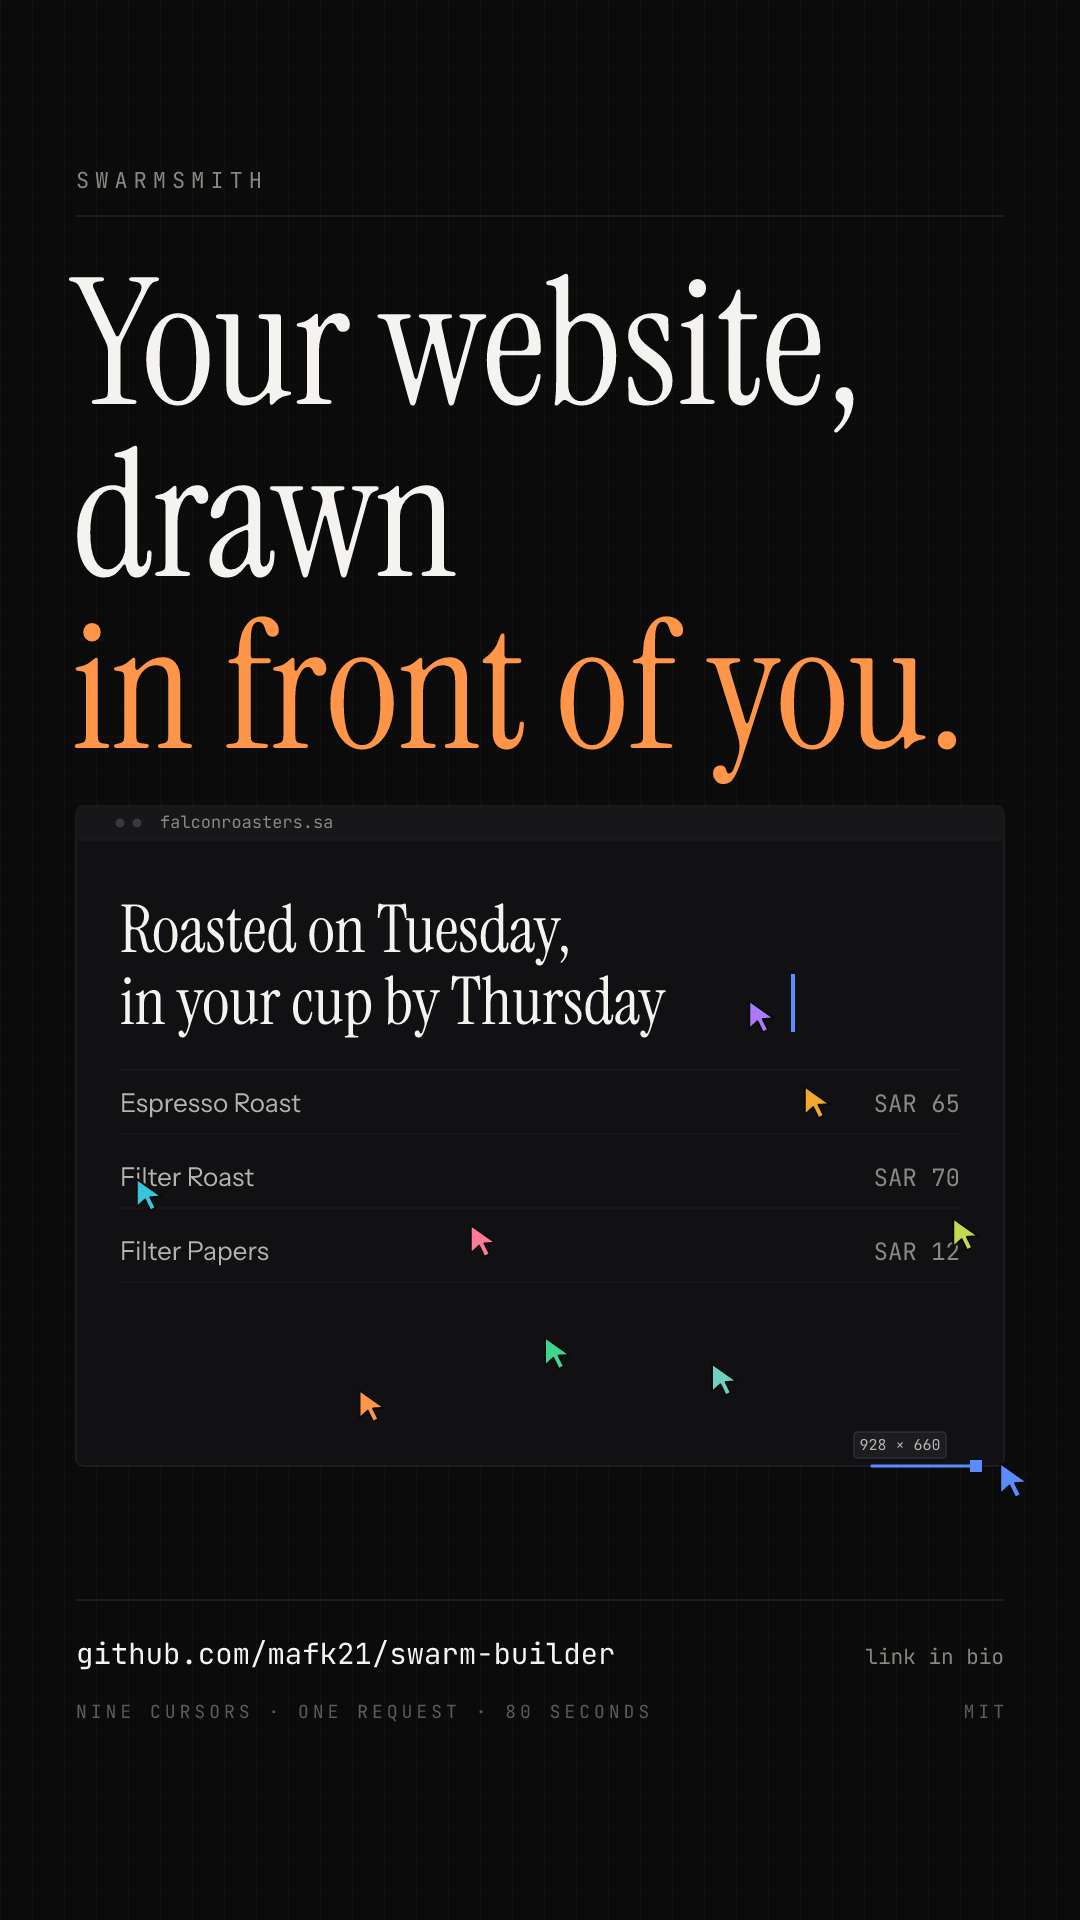 SWARMSMITH
Your website,
drawn
in front of you.
falconroasters.sa
Roasted on Tuesday,
in your cup by Thursday
Espresso Roast SAR 65
Filter Roast SAR 70
Filter Papers SAR 12
928 × 660
github.com/mafk21/swarm-builder link in bio
NINE CURSORS · ONE REQUEST · 80 SECONDS MIT